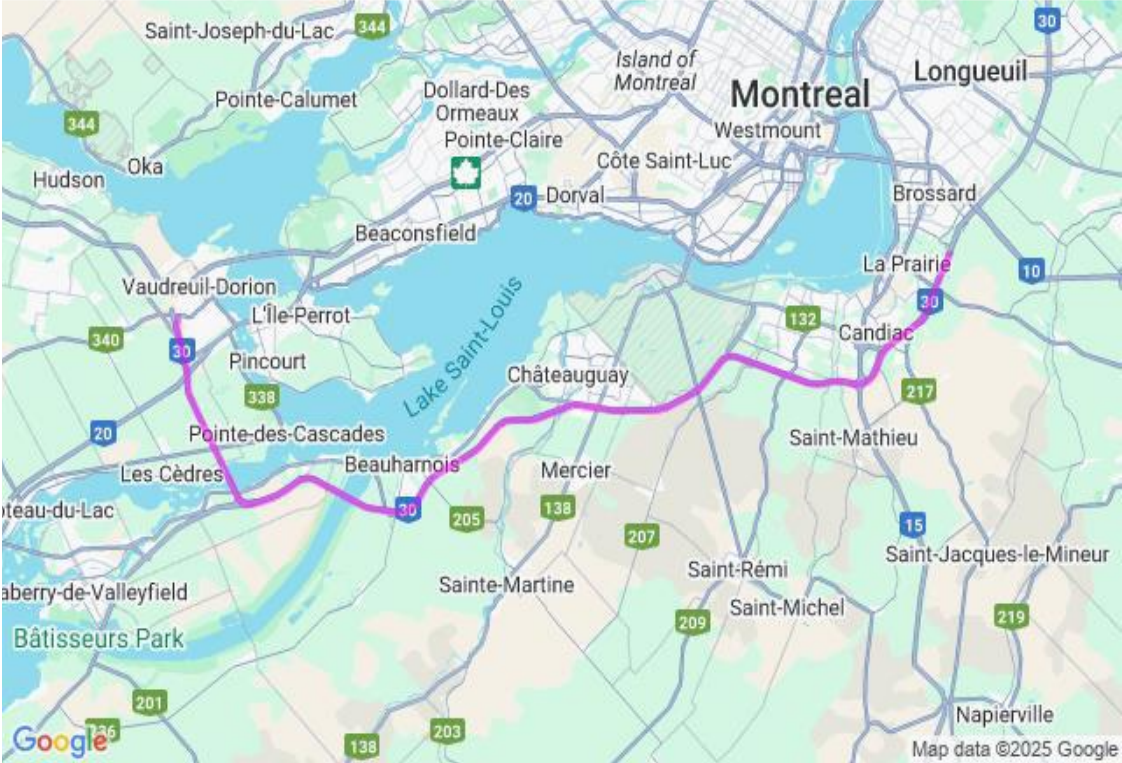 Saint-Joseph-du-Lac
344
30
Island of
Montreal
Longueuil
Pointe-Calumet
Dollard-Des
Ormeaux
Montreal
344
Pointe-Claire
Westmount
Oka
Côte Saint-Luc
Hudson
20
Dorval
Brossard
Beaconsfield
La Prairie
10
Vaudreuil-Dorion
30
L'Île-Perrot
132
340
30
Pincourt
Lake Saint-Louis
Candiac
Châteauguay
338
217
20
Pointe-des-Cascades
Saint-Mathieu
Les Cèdres
Beauharnois
Mercier
oteau-du-Lac
30
205
138
15
207
Saint-Jacques-le-Mineur
aberry-de-Valleyfield
Sainte-Martine
Saint-Rémi
Saint-Michel
219
209
Bâtisseurs Park
201
Napierville
203
Google
138
Map data ©2025 Google